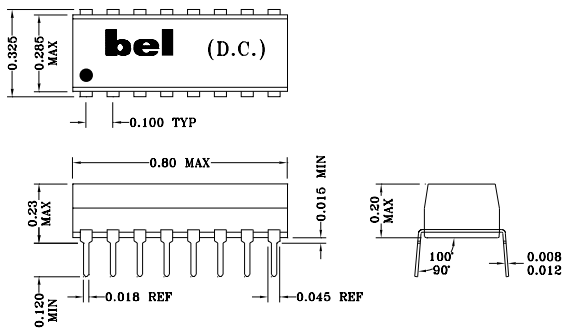 bel (D.C.)
0.325
0.285
MAX
0.100 TYP
0.80 MAX
0.23
MAX
0.015 MIN
0.20
MAX
0.120
MIN
0.018 REF
0.045 REF
100°
90°
0.008
0.012